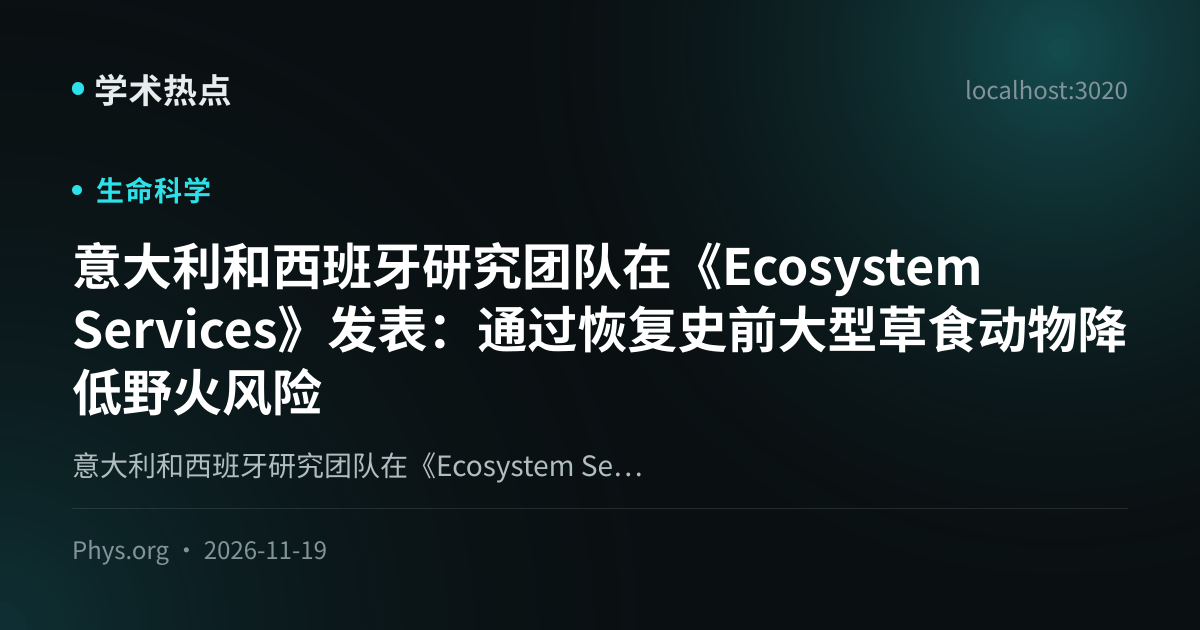 学术热点
localhost:3020
生命科学
意大利和西班牙研究团队在《Ecosystem
Services》发表：通过恢复史前大型草食动物降
低野火风险
意大利和西班牙研究团队在《Ecosystem Se…
Phys.org • 2026-11-19